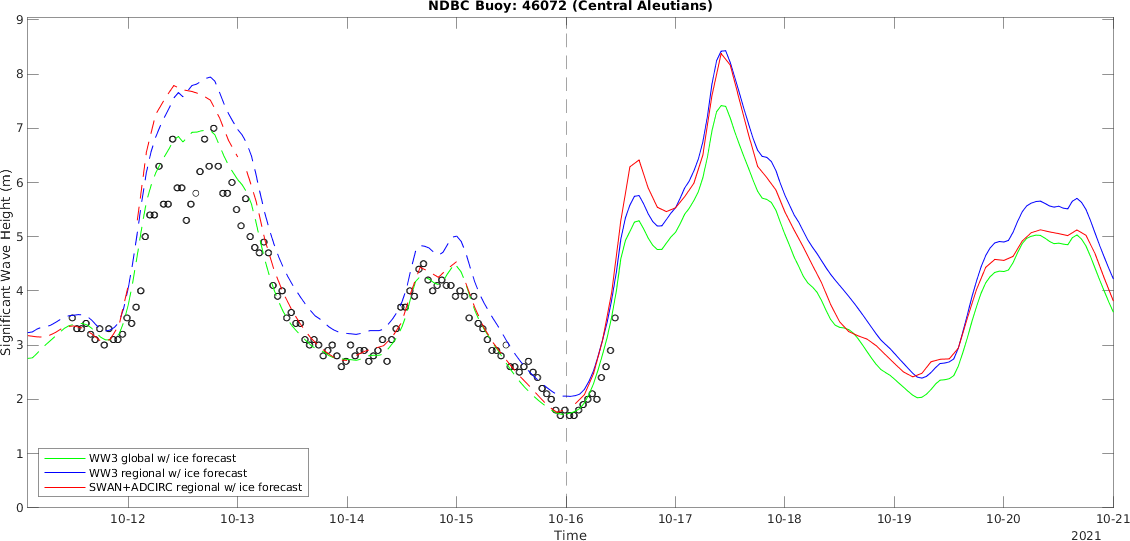 NDBC Buoy: 46072 (Central Aleutians)
9
8
7
6
5
4
3
2
1
0
Significant Wave Height (m)
WW3 global w/ ice forecast
WW3 regional w/ ice forecast
SWAN+ADCIRC regional w/ ice forecast
10-12 10-13 10-14 10-15 10-16 10-17 10-18 10-19 10-20 10-21
Time
2021